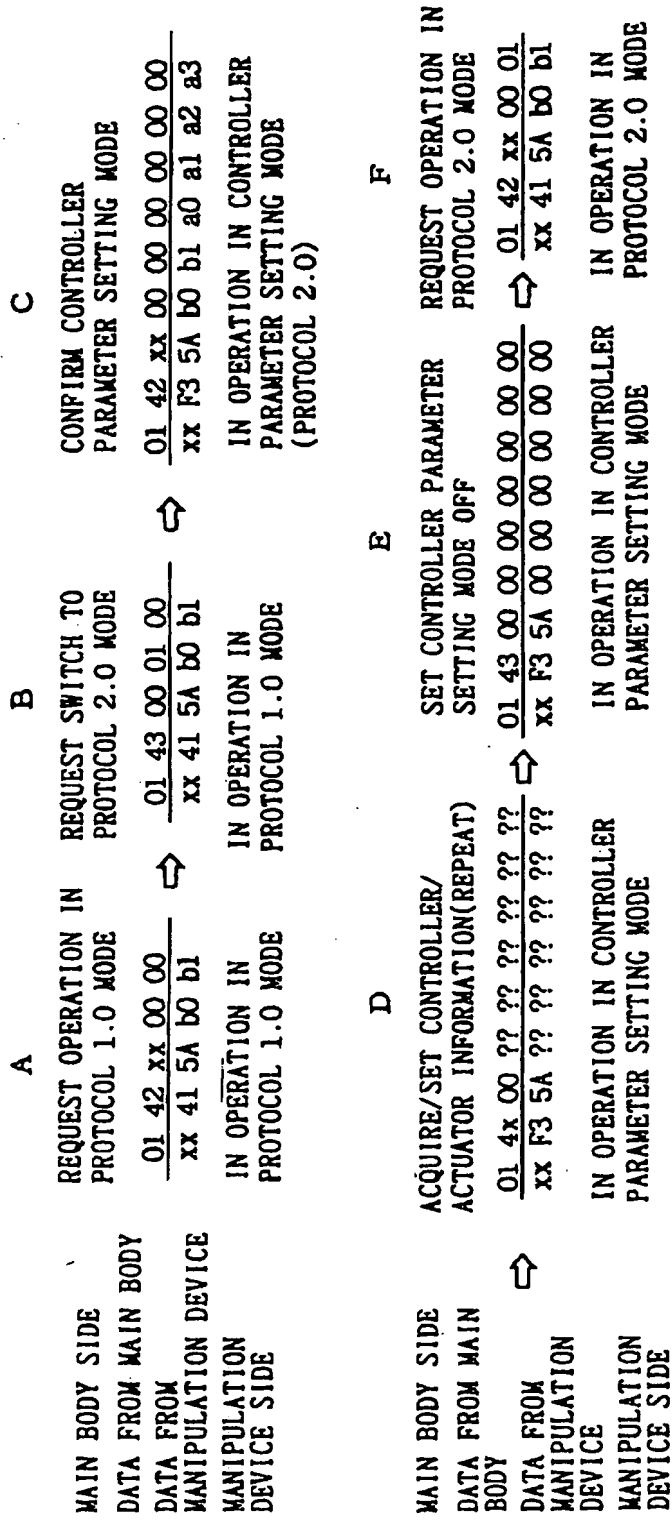 A
B
C
MAIN BODY SIDE
REQUEST OPERATION IN
PROTOCOL 1.0 MODE
REQUEST SWITCH TO
PROTOCOL 2.0 MODE
CONFIRM CONTROLLER
PARAMETER SETTING MODE
DATA FROM MAIN BODY
01 42 xx 00 00
01 43 00 01 00
01 42 xx 00 00 00 00 00 00
DATA FROM
MANIPULATION DEVICE
xx 41 5A b0 b1
xx 41 5A b0 b1
xx F3 5A b0 b1 a0 a1 a2 a3
MANIPULATION
DEVICE SIDE
IN OPERATION IN
PROTOCOL 1.0 MODE
IN OPERATION IN
PROTOCOL 1.0 MODE
IN OPERATION IN CONTROLLER
PARAMETER SETTING MODE
(PROTOCOL 2.0)
D
E
F
MAIN BODY SIDE
ACQUIRE/SET CONTROLLER/
ACTUATOR INFORMATION(REPEAT)
SET CONTROLLER PARAMETER
SETTING MODE OFF
REQUEST OPERATION IN
PROTOCOL 2.0 MODE
DATA FROM MAIN
BODY
01 4x 00 ?? ?? ?? ?? ?? ??
01 43 00 00 00 00 00 00 00
01 42 xx 00 01
DATA FROM
MANIPULATION
DEVICE
xx F3 5A ?? ?? ?? ?? ?? ??
xx F3 5A 00 00 00 00 00 00
xx 41 5A b0 b1
MANIPULATION
DEVICE SIDE
IN OPERATION IN CONTROLLER
PARAMETER SETTING MODE
IN OPERATION IN CONTROLLER
PARAMETER SETTING MODE
IN OPERATION IN
PROTOCOL 2.0 MODE